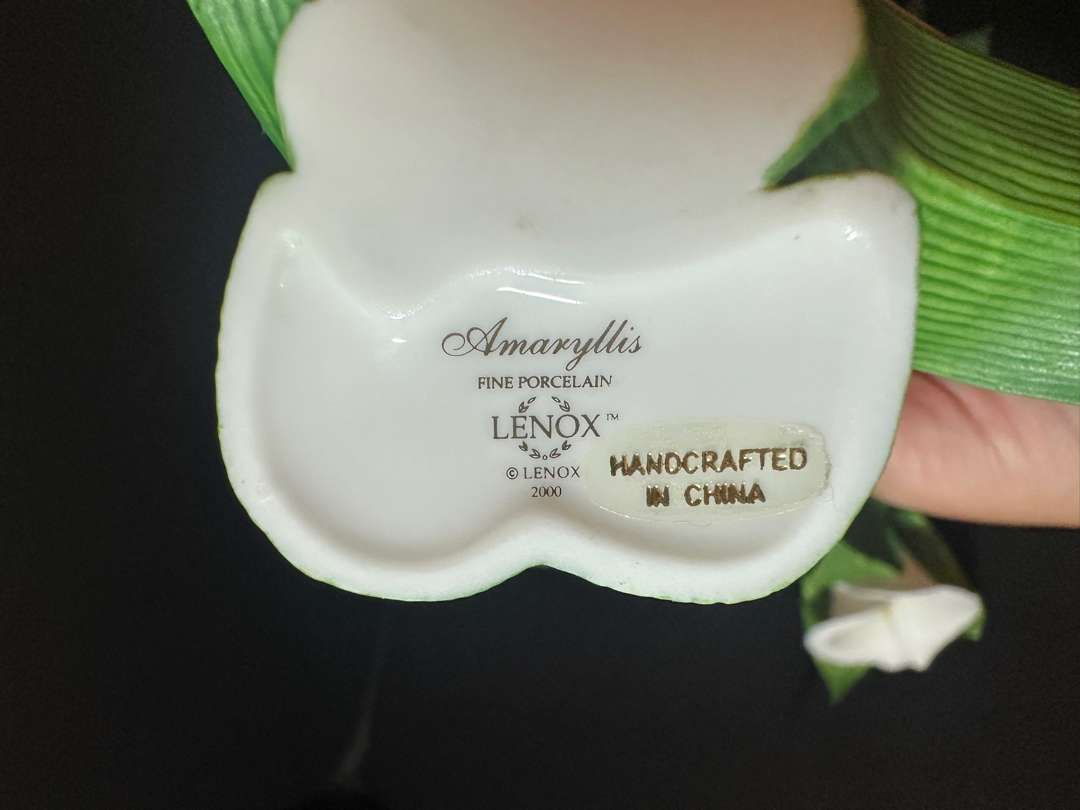 Amaryllis
FINE PORCELAIN
LENOX™
© LENOX
2000
HANDCRAFTED
IN CHINA